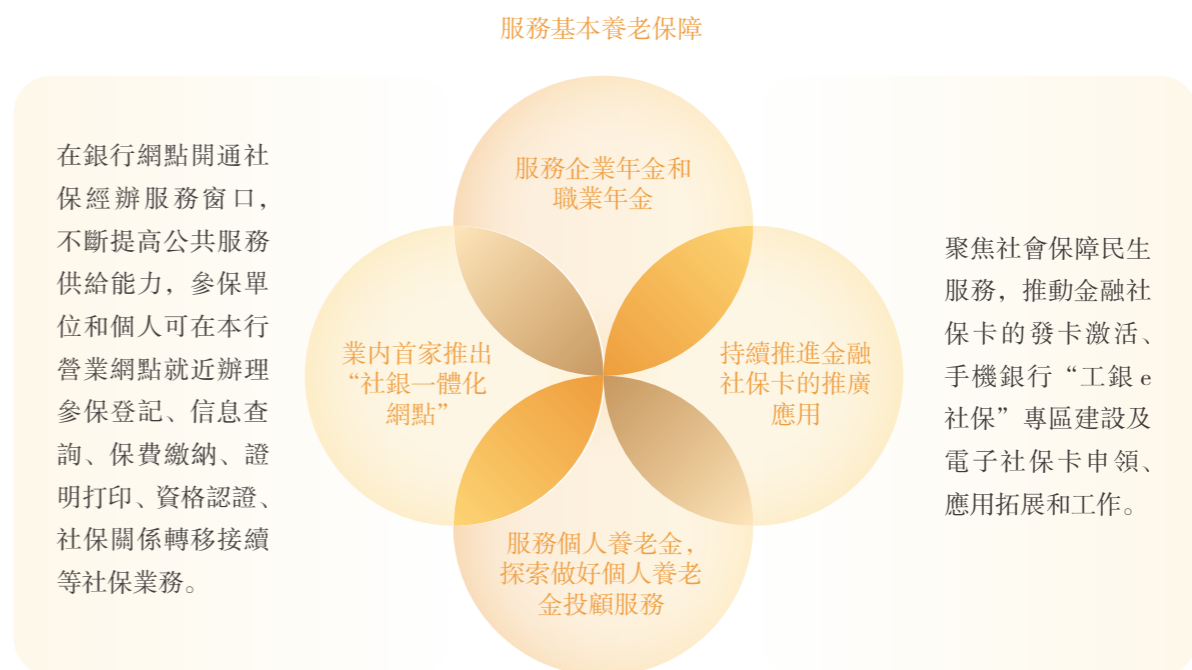 服務基本養老保障
在銀行網點開通社
保經辦服務窗口，
不斷提高公共服務
供給能力，參保單
位和個人可在本行
營業網點就近辦理
參保登記、信息查
詢、保費繳納、證
明打印、資格認證、
社保關係轉移接續
等社保業務。
服務企業年金和
職業年金
業內首家推出
“社銀一體化
網點”
持續推進金融
社保卡的推廣
應用
服務個人養老金，
探索做好個人養老
金投顧服務
聚焦社會保障民生
服務，推動金融社
保卡的發卡激活、
手機銀行“工銀 e
社保”專區建設及
電子社保卡申領、
應用拓展和工作。